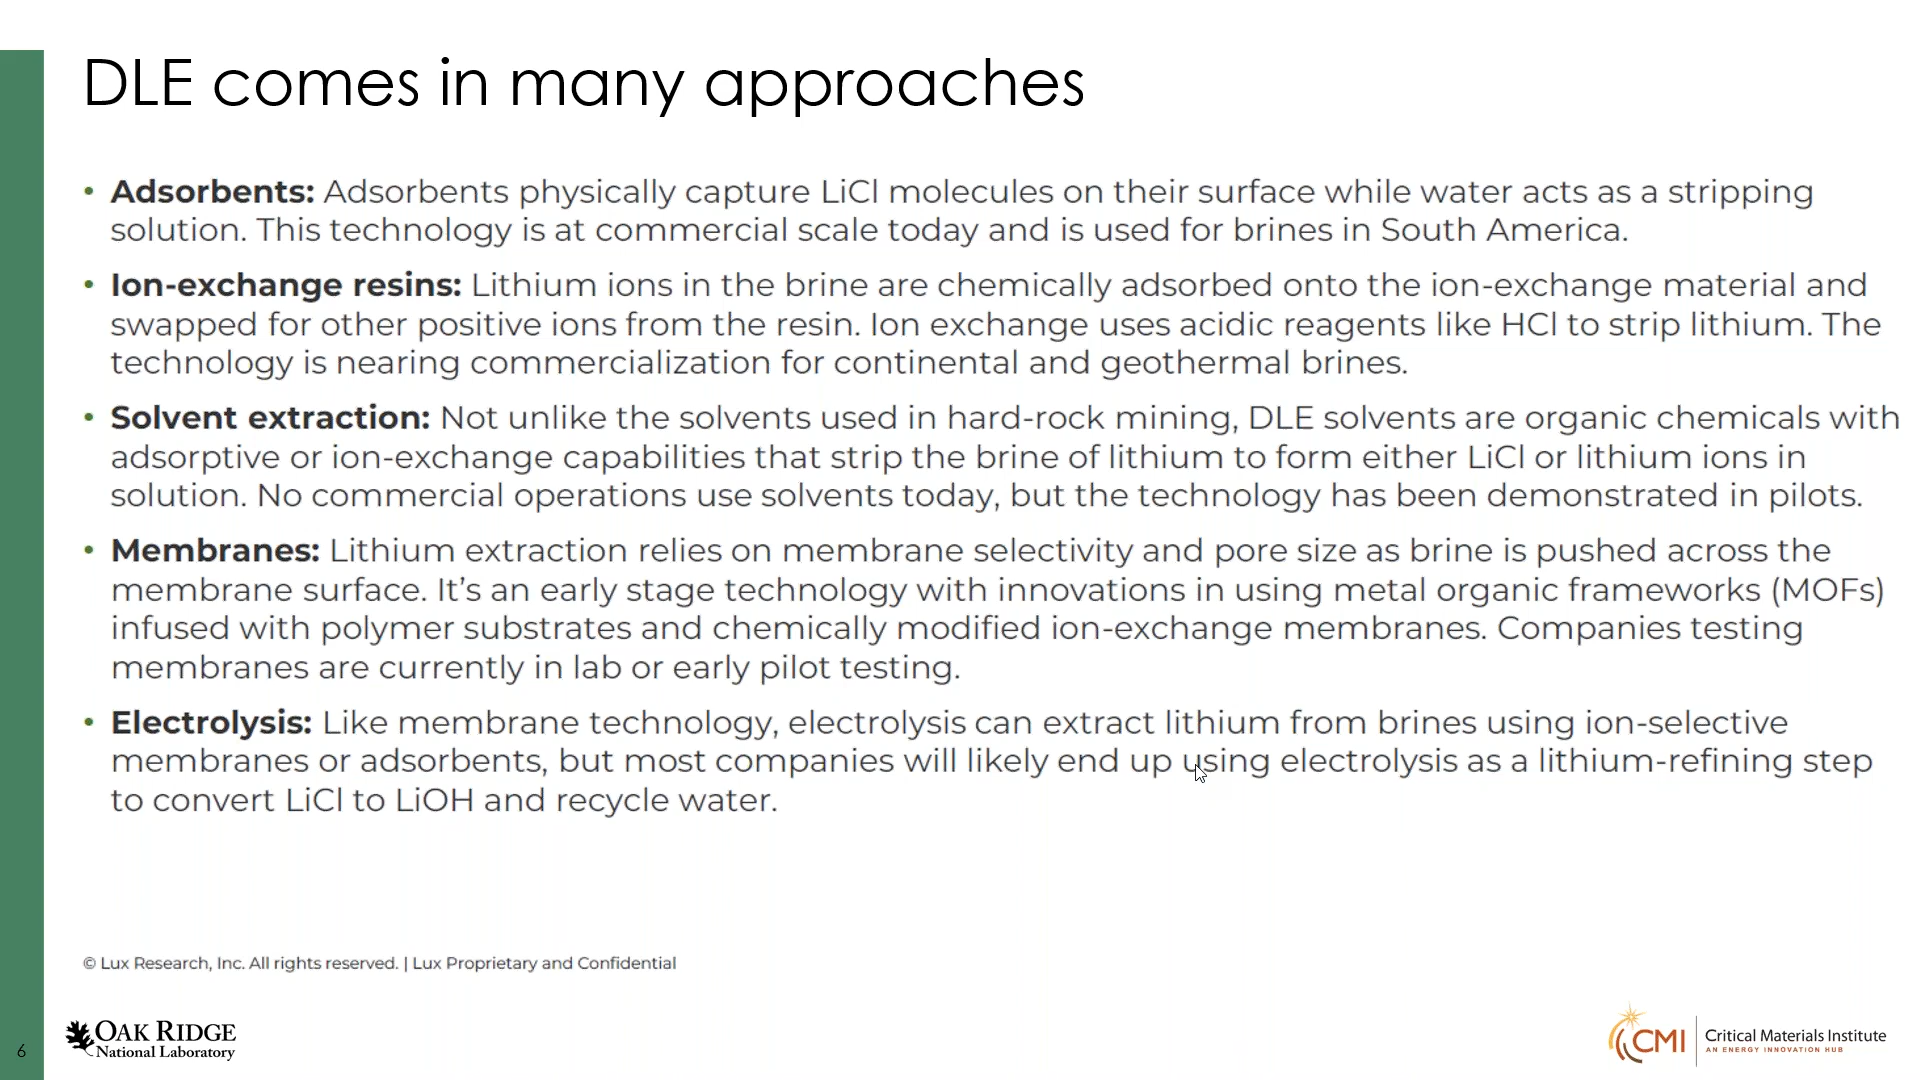 DLE comes in many approaches
• Adsorbents: Adsorbents physically capture LiCl molecules on their surface while water acts as a stripping
solution. This technology is at commercial scale today and is used for brines in South America.
• Ion-exchange resins: Lithium ions in the brine are chemically adsorbed onto the ion-exchange material and
swapped for other positive ions from the resin. Ion exchange uses acidic reagents like HCl to strip lithium. The
technology is nearing commercialization for continental and geothermal brines.
• Solvent extraction: Not unlike the solvents used in hard-rock mining, DLE solvents are organic chemicals with
adsorptive or ion-exchange capabilities that strip the brine of lithium to form either LiCl or lithium ions in
solution. No commercial operations use solvents today, but the technology has been demonstrated in pilots.
• Membranes: Lithium extraction relies on membrane selectivity and pore size as brine is pushed across the
membrane surface. It’s an early stage technology with innovations in using metal organic frameworks (MOFs)
infused with polymer substrates and chemically modified ion-exchange membranes. Companies testing
membranes are currently in lab or early pilot testing.
• Electrolysis: Like membrane technology, electrolysis can extract lithium from brines using ion-selective
membranes or adsorbents, but most companies will likely end up using electrolysis as a lithium-refining step
to convert LiCl to LiOH and recycle water.
© Lux Research, Inc. All rights reserved. | Lux Proprietary and Confidential
6
OAK RIDGE
National Laboratory
CMI
Critical Materials Institute
AN ENERGY INNOVATION HUB